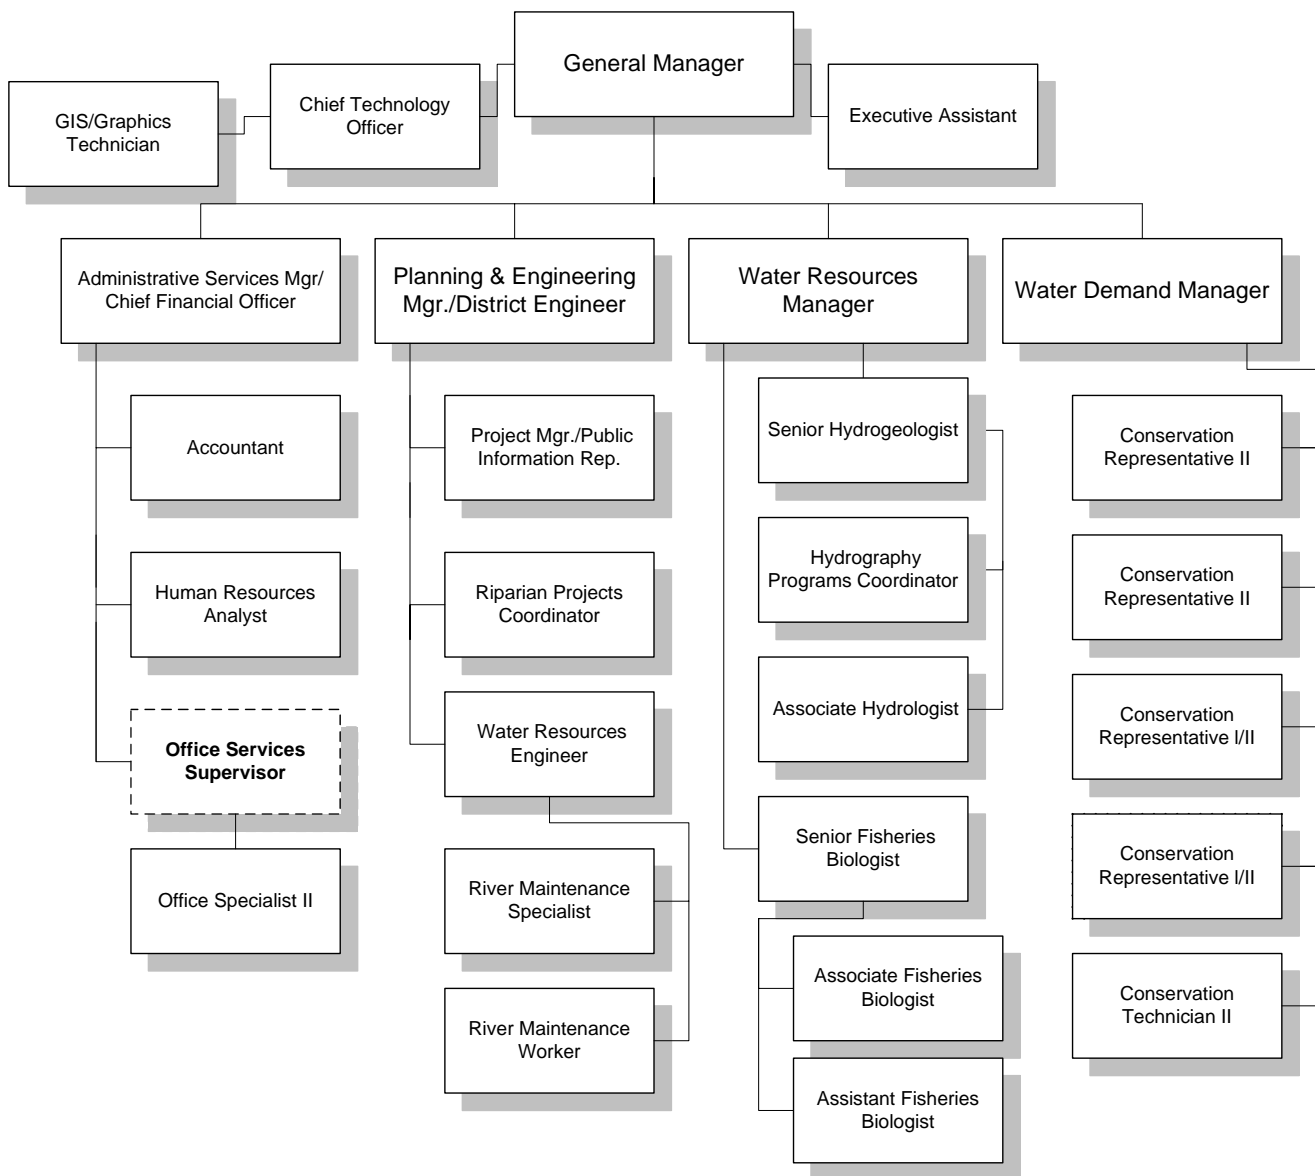 General Manager
GIS/Graphics
Technician
Chief Technology
Officer
Executive Assistant
Administrative Services Mgr/
Chief Financial Officer
Planning & Engineering
Mgr./District Engineer
Water Resources
Manager
Water Demand Manager
Accountant
Human Resources
Analyst
Office Services
Supervisor
Office Specialist II
Project Mgr./Public
Information Rep.
Riparian Projects
Coordinator
Water Resources
Engineer
River Maintenance
Specialist
River Maintenance
Worker
Senior Hydrogeologist
Hydrography
Programs Coordinator
Associate Hydrologist
Senior Fisheries
Biologist
Associate Fisheries
Biologist
Assistant Fisheries
Biologist
Conservation
Representative II
Conservation
Representative II
Conservation
Representative I/II
Conservation
Representative I/II
Conservation
Technician II